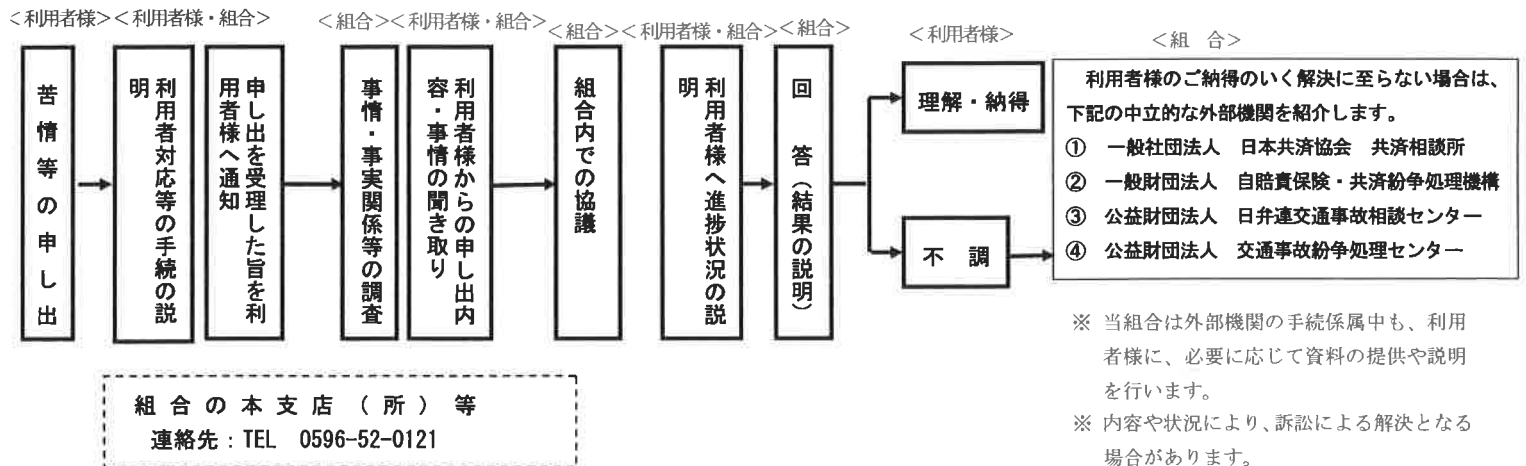 ＜利用者様＞
苦情等の申し出
＜利用者様・組合＞
利用者対応等の手続の説
明
申し出を受理した旨を利
用者様へ通知
＜組合＞
事情・事実関係等の調査
＜利用者様・組合＞
利用者様からの申し出内
容・事情の聞き取り
＜組合＞
組合内での協議
＜利用者様・組合＞
利用者様へ進捗状況の説
明
＜組合＞
回　答（結果の説明）
＜利用者様＞
理解・納得
不　調
＜組　合＞
利用者様のご納得のいく解決に至らない場合は、
下記の中立的な外部機関を紹介します。
①　一般社団法人　日本共済協会　共済相談所
②　一般財団法人　自賠責保険・共済紛争処理機構
③　公益財団法人　日弁連交通事故相談センター
④　公益財団法人　交通事故紛争処理センター
※ 当組合は外部機関の手続係属中も、利用
者様に、必要に応じて資料の提供や説明
を行います。
※ 内容や状況により、訴訟による解決となる
場合があります。
組合の本支店（所）等
連絡先：TEL　0596-52-0121